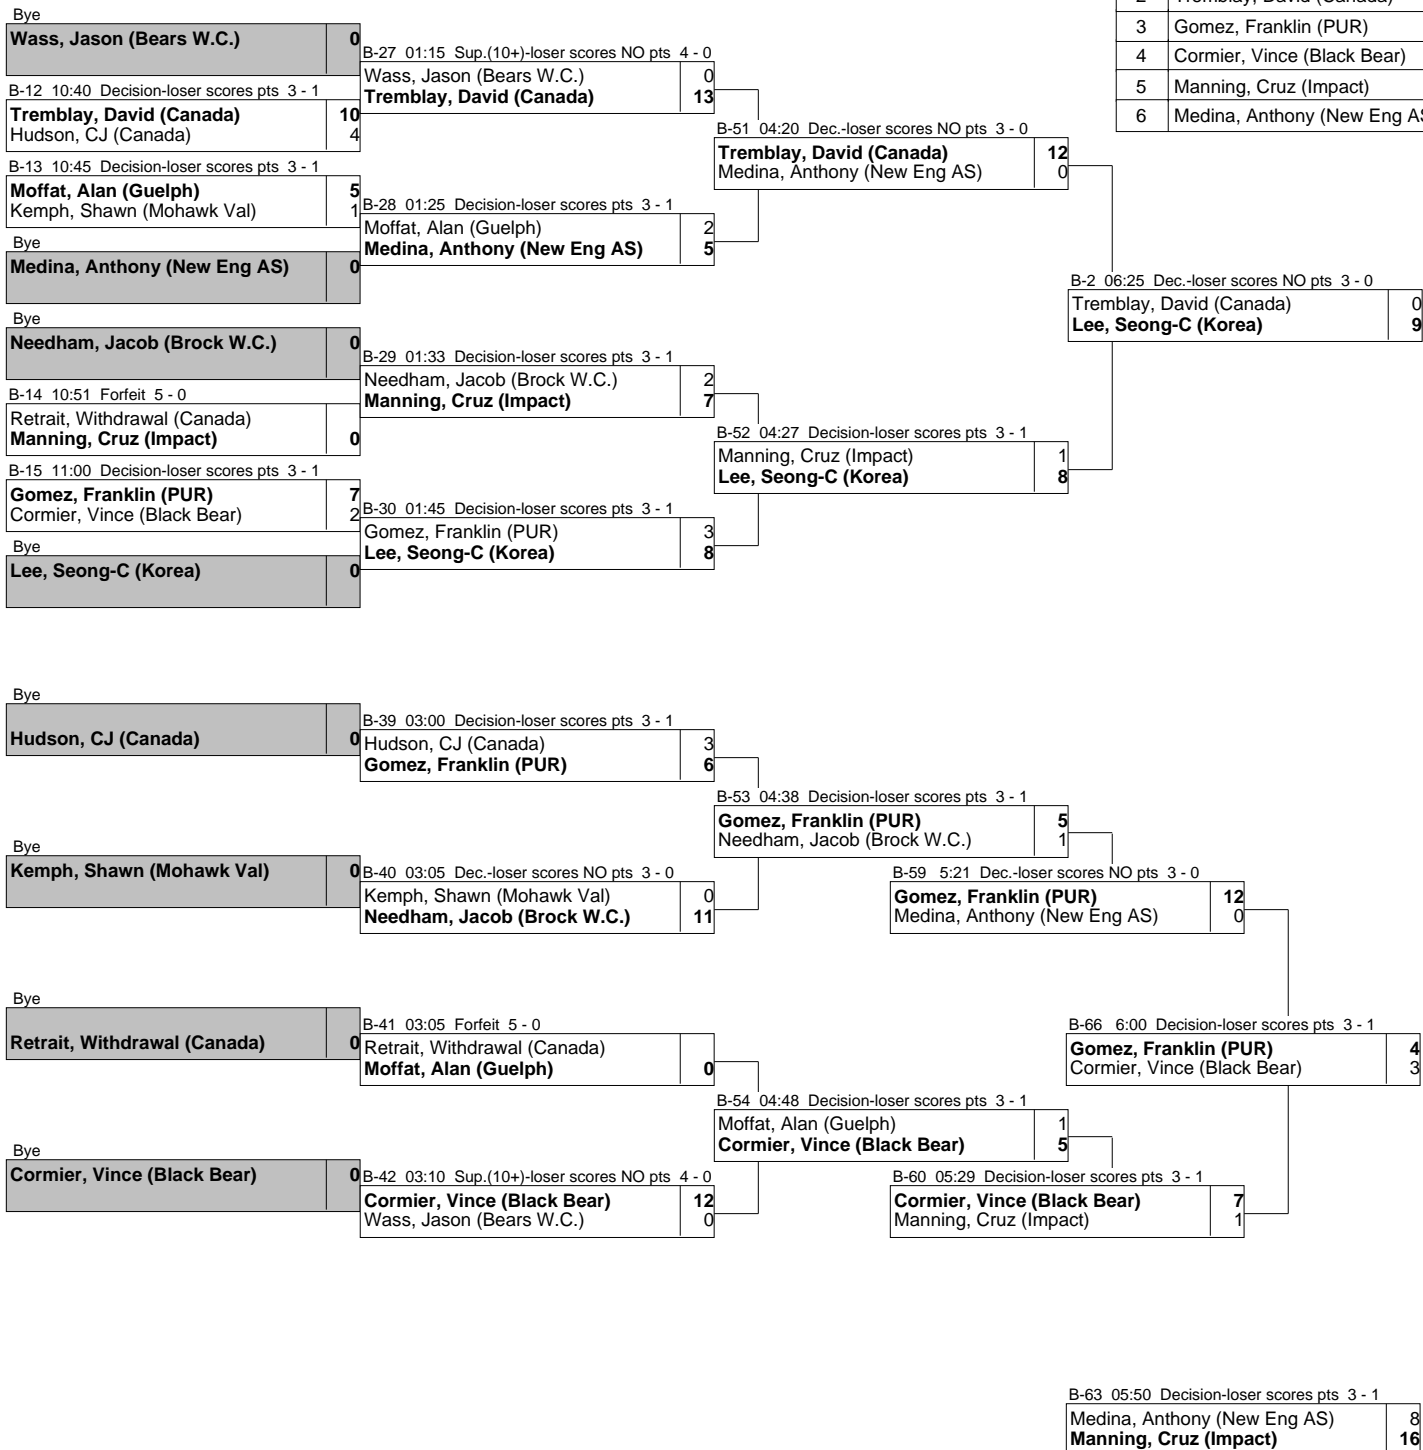 2 Tremblay, David (Canada)
3 Gomez, Franklin (PUR)
4 Cormier, Vince (Black Bear)
5 Manning, Cruz (Impact)
6 Medina, Anthony (New Eng AS
Bye
Wass, Jason (Bears W.C.) 0
B-12 10:40 Decision-loser scores pts 3 - 1
Tremblay, David (Canada) 10
Hudson, CJ (Canada) 4
B-13 10:45 Decision-loser scores pts 3 - 1
Moffat, Alan (Guelph) 5
Kemph, Shawn (Mohawk Val) 1
Bye
Medina, Anthony (New Eng AS) 0
Bye
Needham, Jacob (Brock W.C.) 0
B-14 10:51 Forfeit 5 - 0
Retrait, Withdrawal (Canada)
Manning, Cruz (Impact) 0
B-15 11:00 Decision-loser scores pts 3 - 1
Gomez, Franklin (PUR) 7
Cormier, Vince (Black Bear) 2
Bye
Lee, Seong-C (Korea) 0
B-27 01:15 Sup.(10+)-loser scores NO pts 4 - 0
Wass, Jason (Bears W.C.) 0
Tremblay, David (Canada) 13
B-28 01:25 Decision-loser scores pts 3 - 1
Moffat, Alan (Guelph) 2
Medina, Anthony (New Eng AS) 5
B-29 01:33 Decision-loser scores pts 3 - 1
Needham, Jacob (Brock W.C.) 2
Manning, Cruz (Impact) 7
B-30 01:45 Decision-loser scores pts 3 - 1
Gomez, Franklin (PUR) 3
Lee, Seong-C (Korea) 8
B-51 04:20 Dec.-loser scores NO pts 3 - 0
Tremblay, David (Canada) 12
Medina, Anthony (New Eng AS) 0
B-52 04:27 Decision-loser scores pts 3 - 1
Manning, Cruz (Impact) 1
Lee, Seong-C (Korea) 8
B-2 06:25 Dec.-loser scores NO pts 3 - 0
Tremblay, David (Canada) 0
Lee, Seong-C (Korea) 9
Bye
Hudson, CJ (Canada) 0
Bye
Kemph, Shawn (Mohawk Val) 0
Bye
Retrait, Withdrawal (Canada) 0
Bye
Cormier, Vince (Black Bear) 0
B-39 03:00 Decision-loser scores pts 3 - 1
Hudson, CJ (Canada) 3
Gomez, Franklin (PUR) 6
B-40 03:05 Dec.-loser scores NO pts 3 - 0
Kemph, Shawn (Mohawk Val) 0
Needham, Jacob (Brock W.C.) 11
B-41 03:05 Forfeit 5 - 0
Retrait, Withdrawal (Canada)
Moffat, Alan (Guelph) 0
B-42 03:10 Sup.(10+)-loser scores NO pts 4 - 0
Cormier, Vince (Black Bear) 12
Wass, Jason (Bears W.C.) 0
B-53 04:38 Decision-loser scores pts 3 - 1
Gomez, Franklin (PUR) 5
Needham, Jacob (Brock W.C.) 1
B-54 04:48 Decision-loser scores pts 3 - 1
Moffat, Alan (Guelph) 1
Cormier, Vince (Black Bear) 5
B-59 5:21 Dec.-loser scores NO pts 3 - 0
Gomez, Franklin (PUR) 12
Medina, Anthony (New Eng AS) 0
B-60 05:29 Decision-loser scores pts 3 - 1
Cormier, Vince (Black Bear) 7
Manning, Cruz (Impact) 1
B-66 6:00 Decision-loser scores pts 3 - 1
Gomez, Franklin (PUR) 4
Cormier, Vince (Black Bear) 3
B-63 05:50 Decision-loser scores pts 3 - 1
Medina, Anthony (New Eng AS) 8
Manning, Cruz (Impact) 16